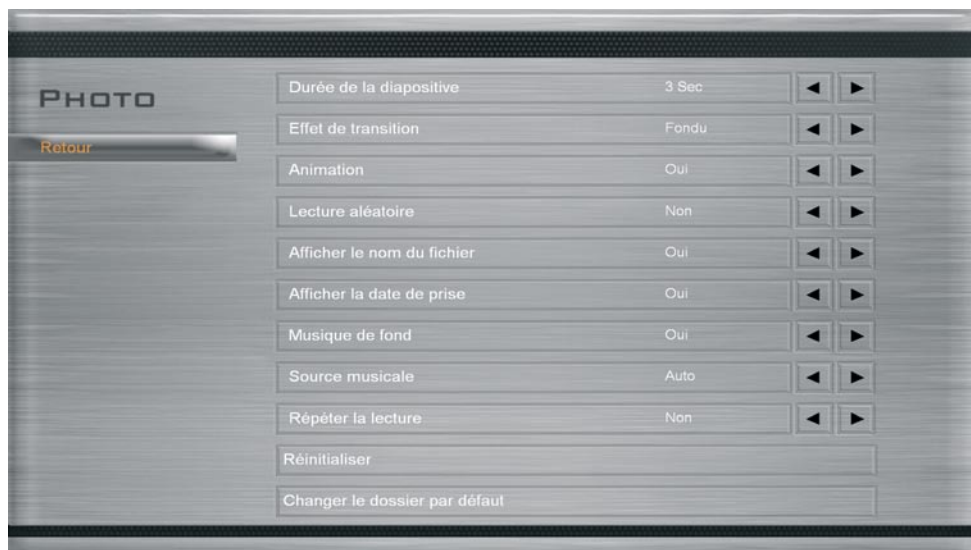 PHOTO
Retour
Durée de la diapositive 3 Sec
Effet de transition Fondu
Animation Oui
Lecture aléatoire Non
Afficher le nom du fichier Oui
Afficher la date de prise Oui
Musique de fond Oui
Source musicale Auto
Répéter la lecture Non
Réinitialiser
Changer le dossier par défaut